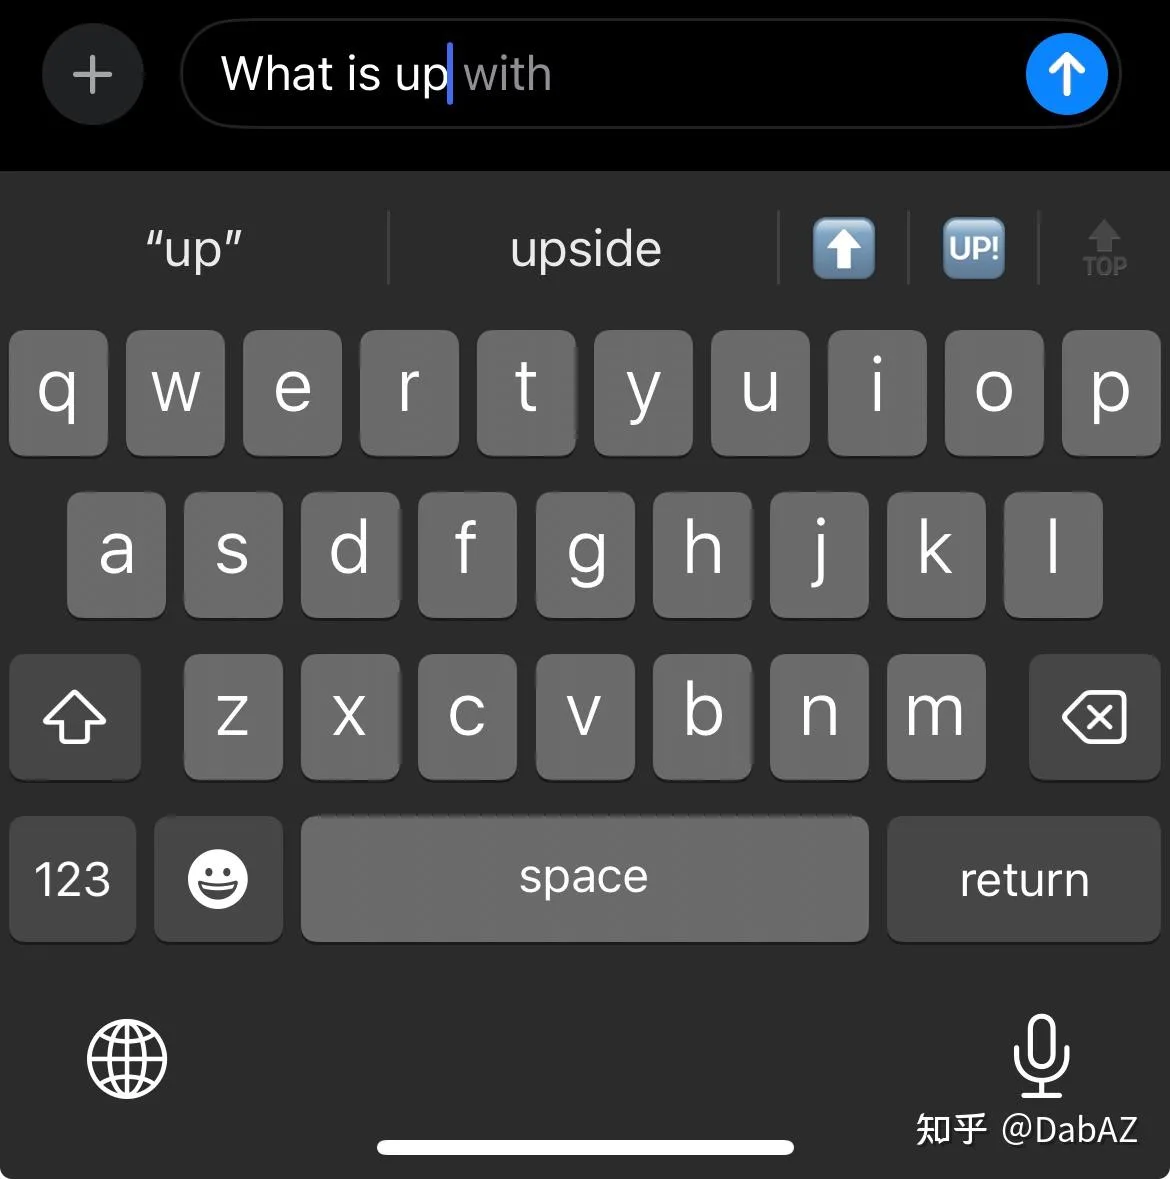 What is up with
“up” upside ⬆️ UP! TOP
q w e r t y u i o p
a s d f g h j k l
z x c v b n m
123 space return
知乎 @DabAZ